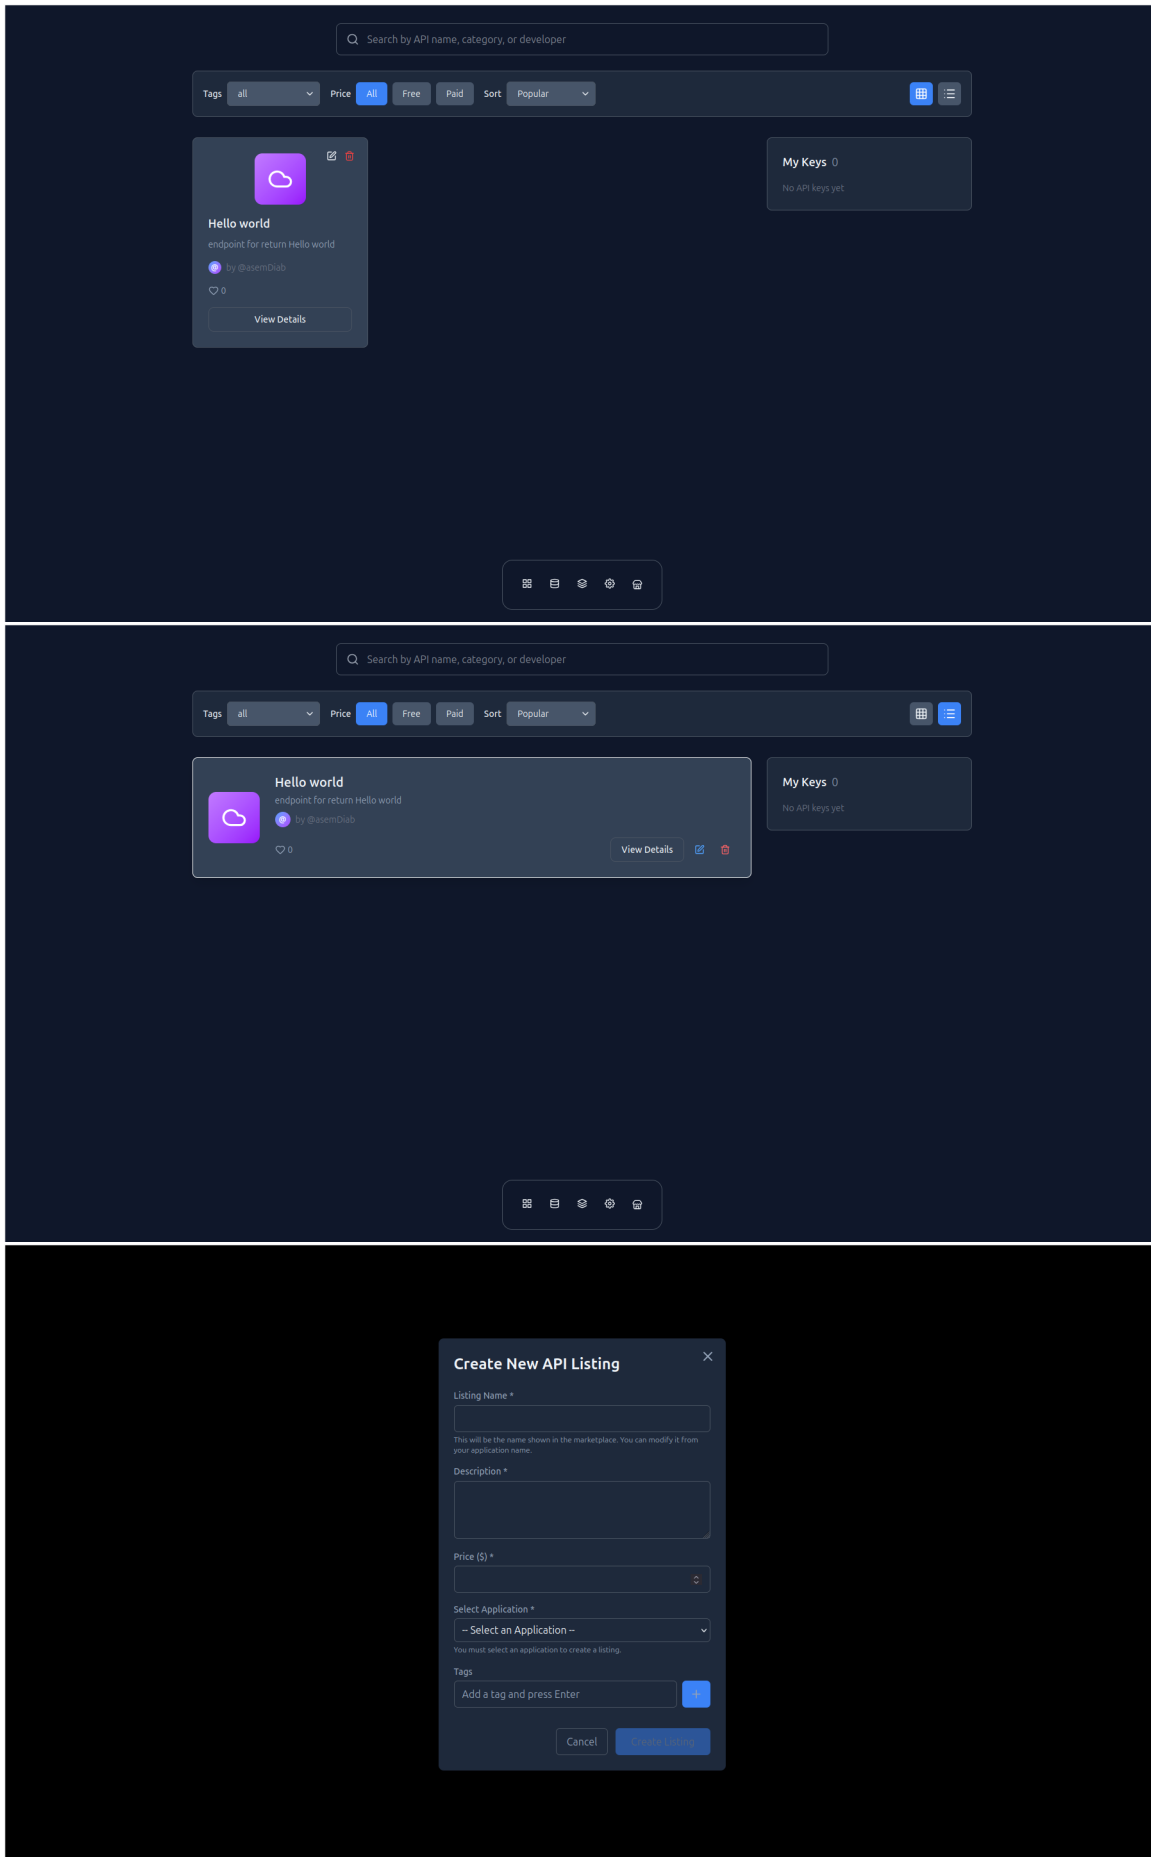 Search by API name, category, or developer
Tags all Price All Free Paid Sort Popular
Hello world
endpoint for return Hello world
@ by @asemDiab
0
View Details
My Keys 0
No API keys yet
Search by API name, category, or developer
Tags all Price All Free Paid Sort Popular
Hello world
endpoint for return Hello world
@ by @asemDiab
0
View Details
My Keys 0
No API keys yet
Create New API Listing
Listing Name *
This will be the name shown in the marketplace. You can modify it from
your application name.
Description *
Price ($) *
Select Application *
-- Select an Application --
You must select an application to create a listing.
Tags
Add a tag and press Enter
Cancel Create Listing